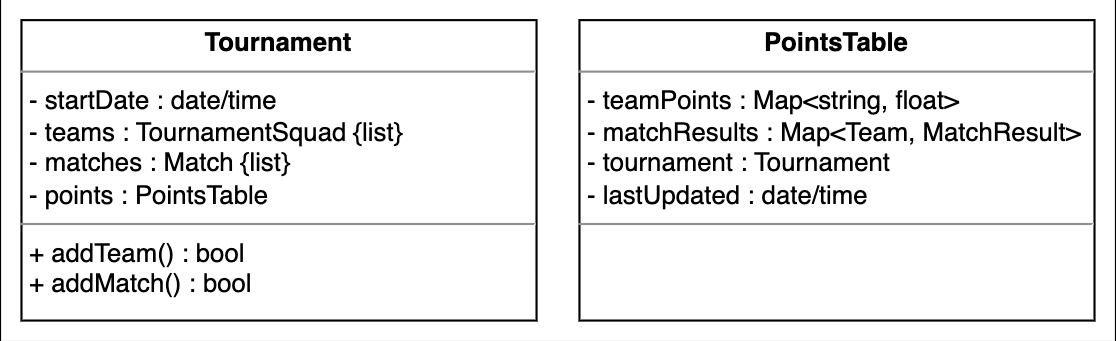 Tournament
- startDate : date/time
- teams : TournamentSquad {list}
- matches : Match {list}
- points : PointsTable
+ addTeam() : bool
+ addMatch() : bool
PointsTable
- teamPoints : Map<string, float>
- matchResults : Map<Team, MatchResult>
- tournament : Tournament
- lastUpdated : date/time